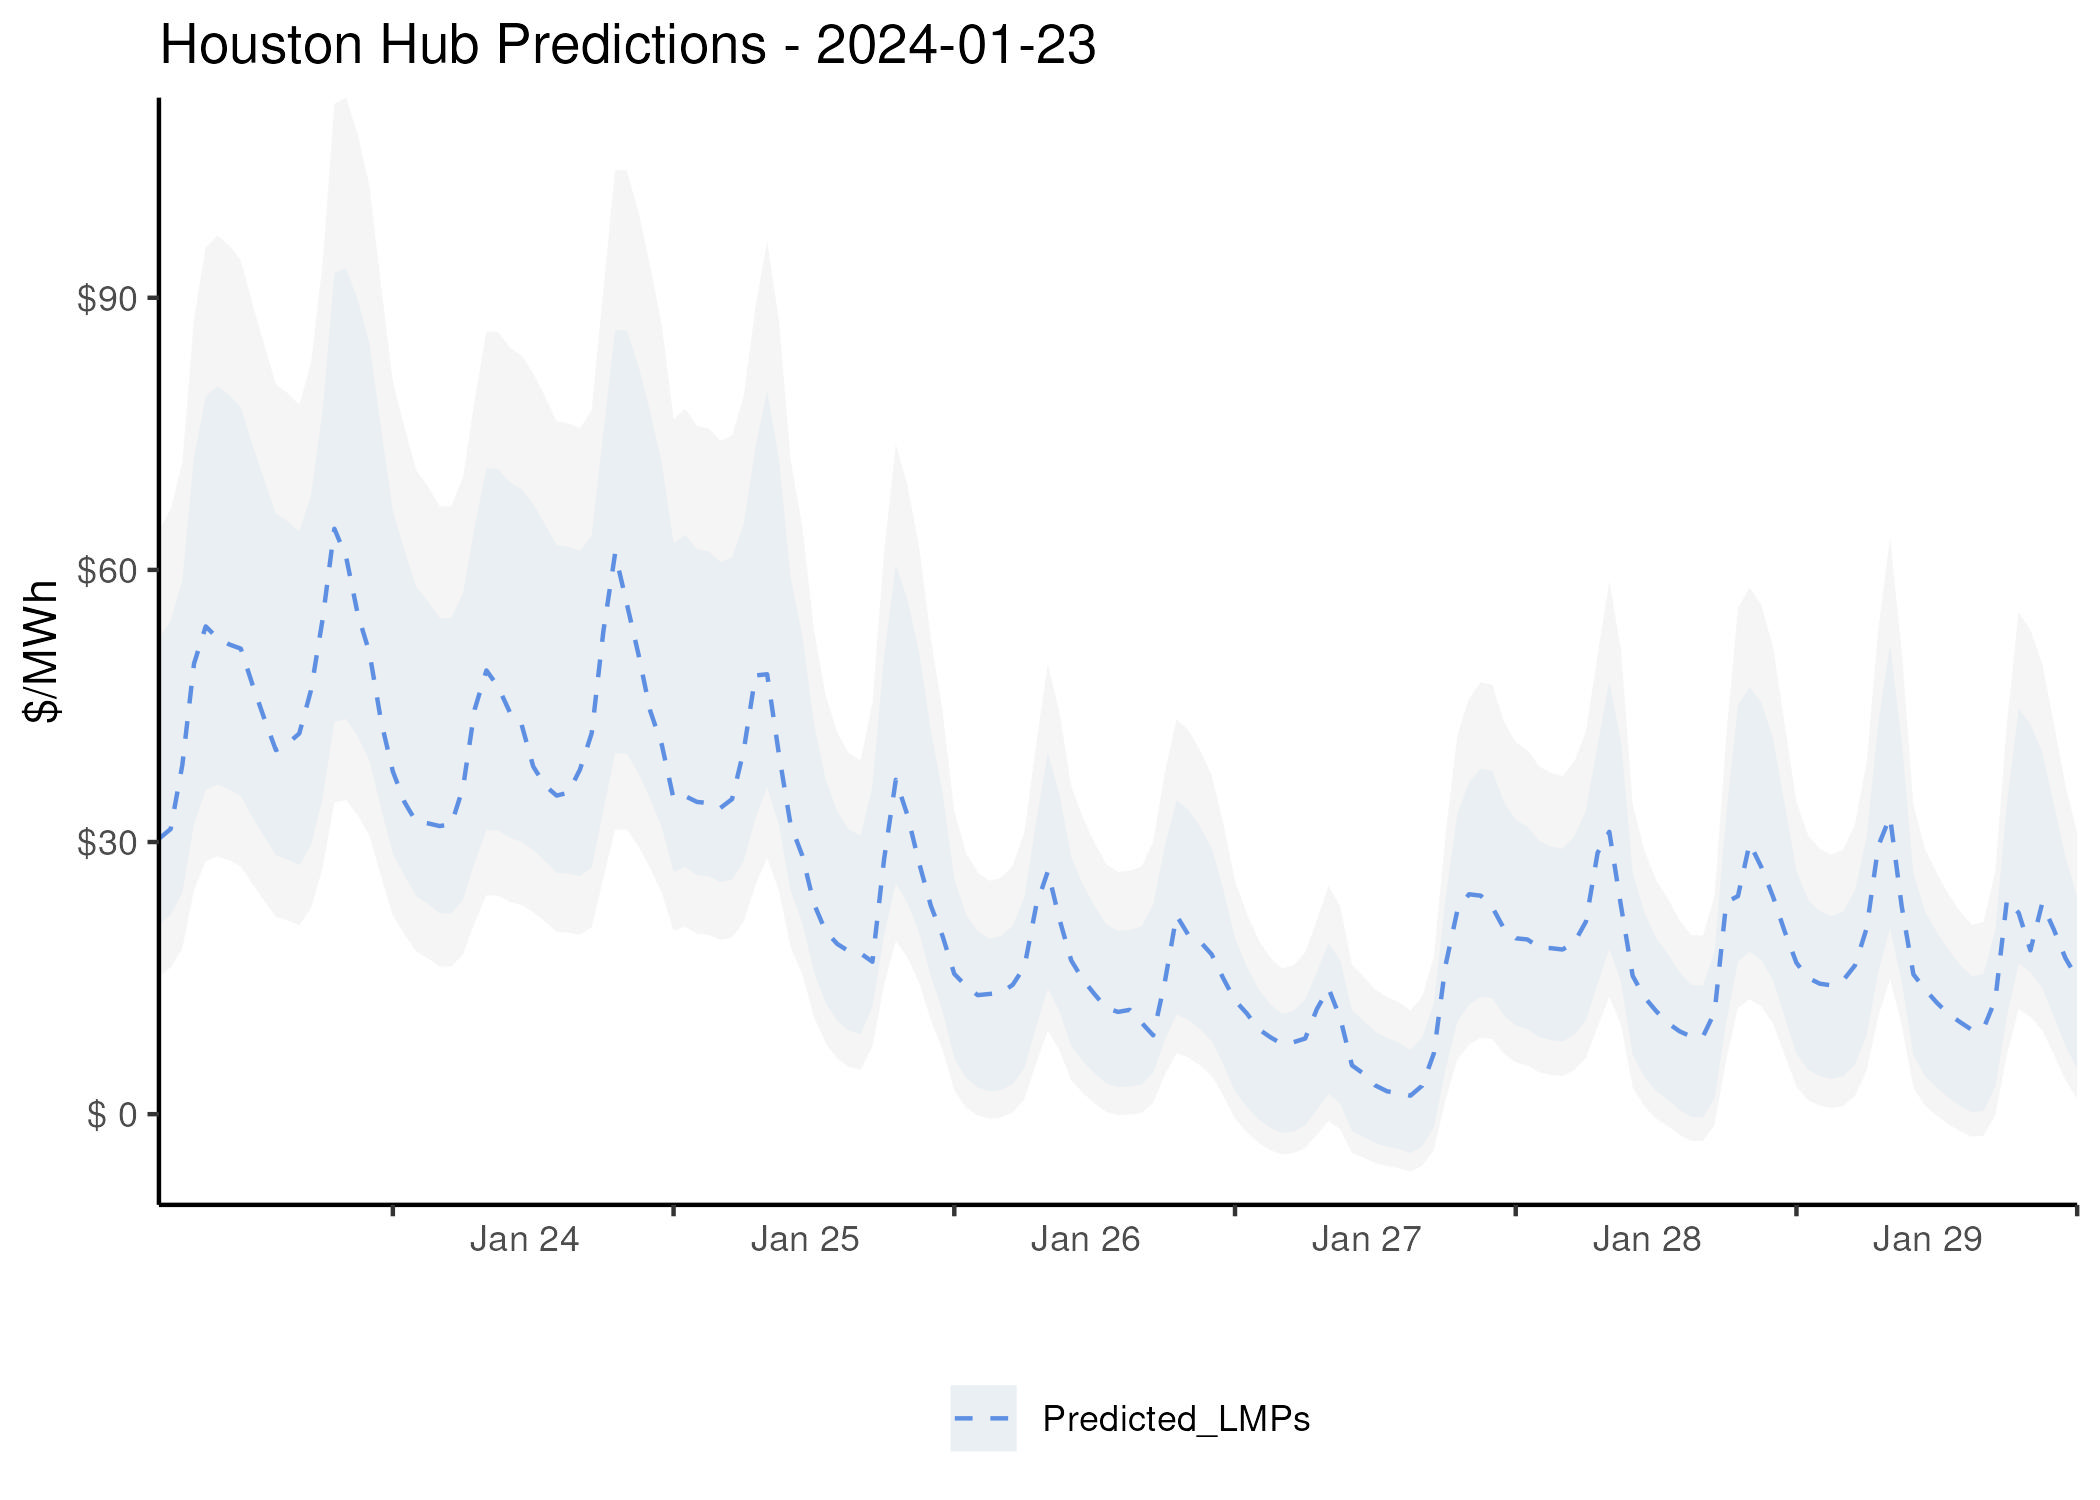 Houston Hub Predictions - 2024-01-23
$/MWh
$90
$60
$30
$ 0
Jan 24 Jan 25 Jan 26 Jan 27 Jan 28 Jan 29
Predicted_LMPs